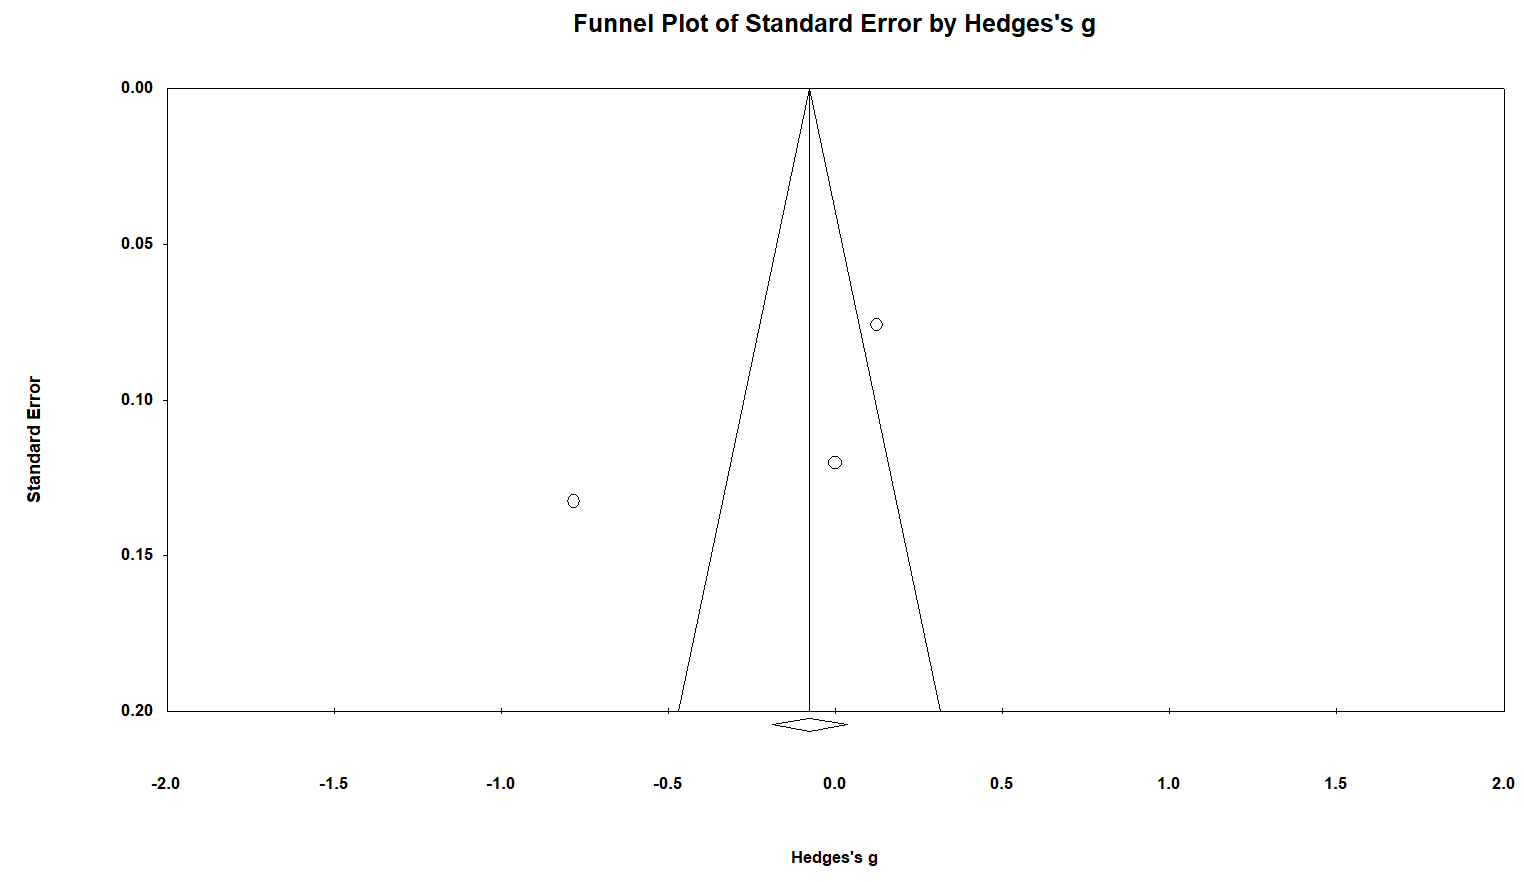 Funnel Plot of Standard Error by Hedges's g
0.00
0.05
0.10
0.15
0.20
Standard Error
-2.0 -1.5 -1.0 -0.5 0.0 0.5 1.0 1.5 2.0
Hedges's g